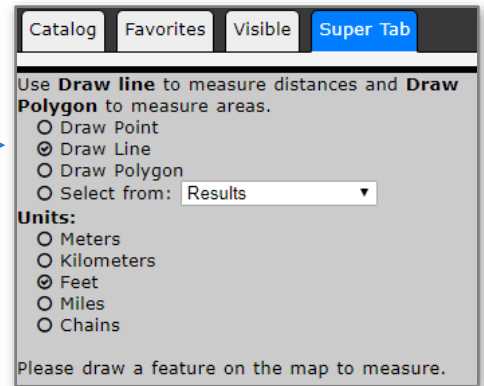 Catalog Favorites Visible Super Tab
Use Draw line to measure distances and Draw
Polygon to measure areas.
Draw Point
Draw Line
Draw Polygon
Select from: Results
Units:
Meters
Kilometers
Feet
Miles
Chains
Please draw a feature on the map to measure.